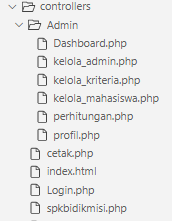 controllers
Admin
Dashboard.php
kelola_admin.php
kelola_kriteria.php
kelola_mahasiswa.php
perhitungan.php
profil.php
cetak.php
index.html
Login.php
spkbidikmisi.php